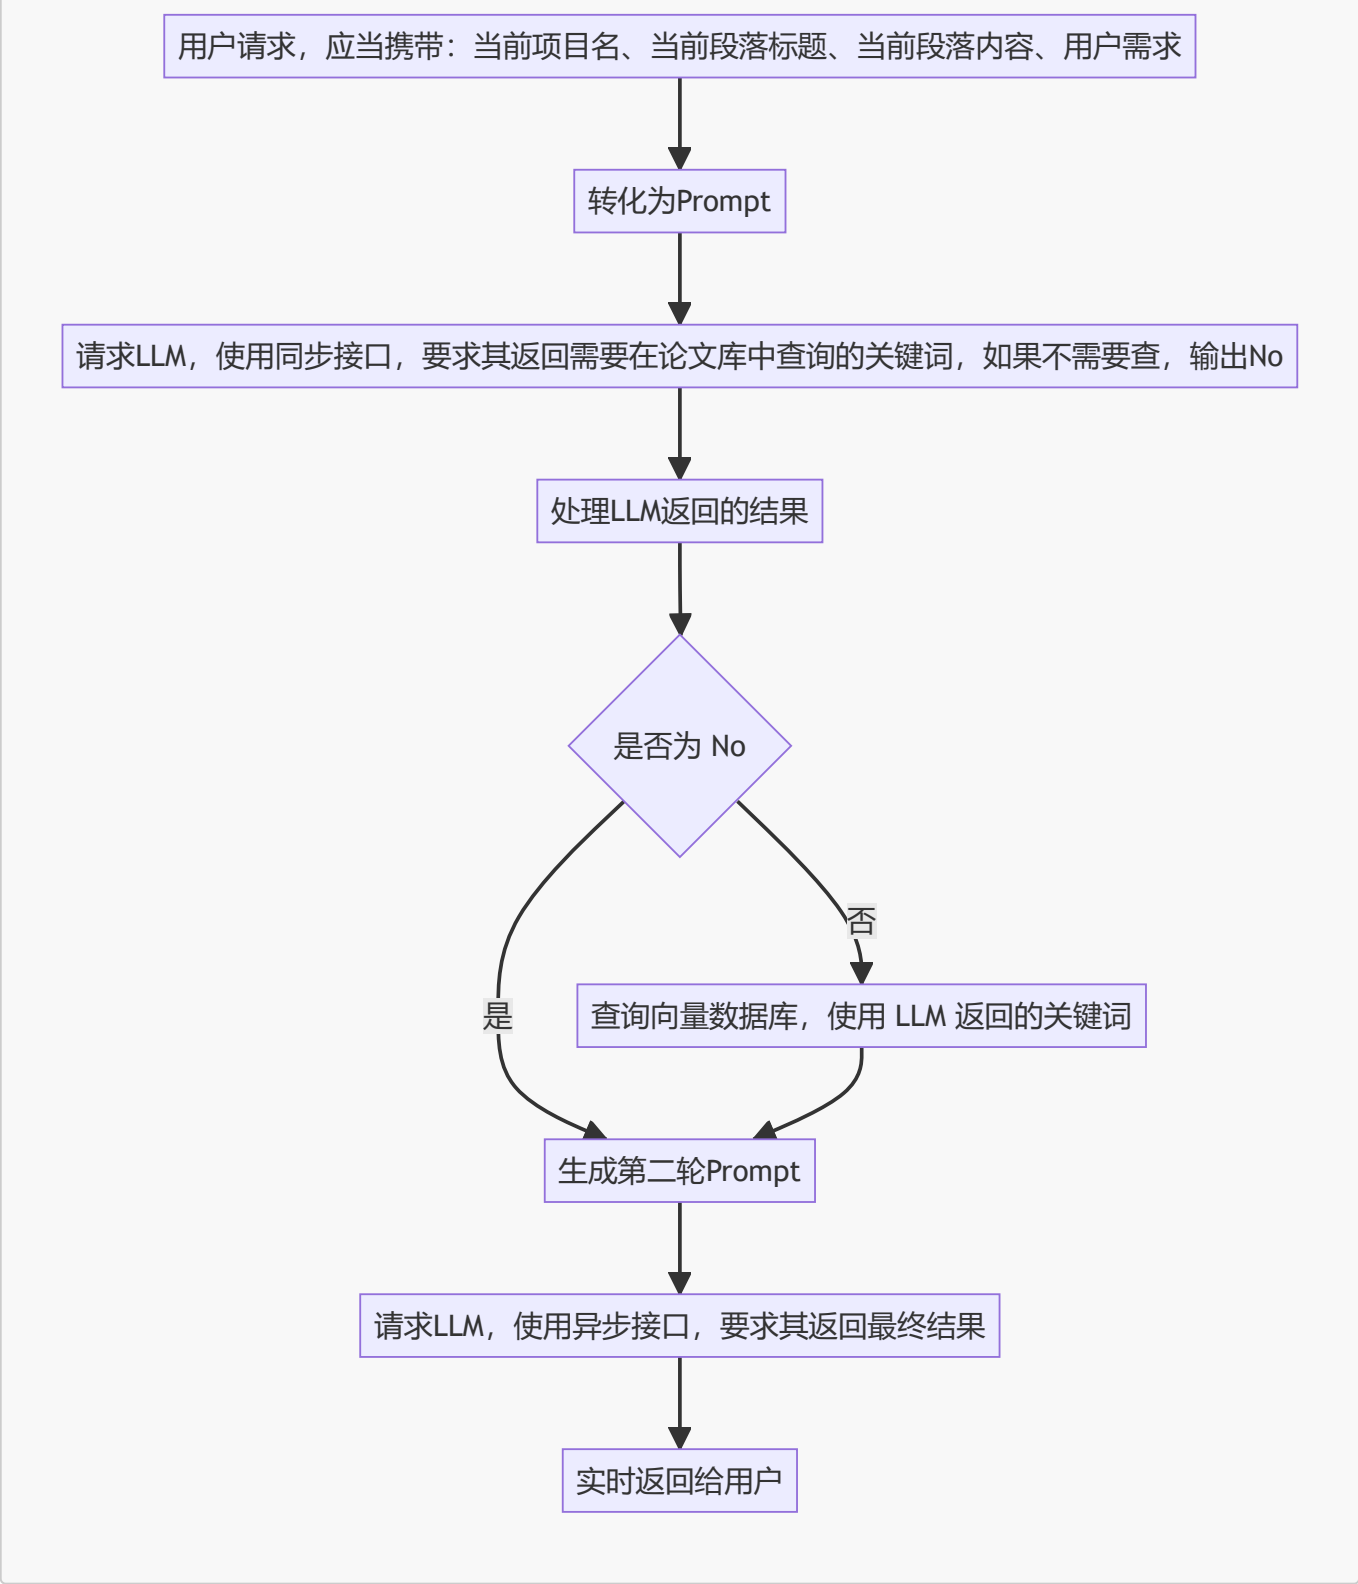 用户请求，应当携带：当前项目名、当前段落标题、当前段落内容、用户需求
转化为Prompt
请求LLM，使用同步接口，要求其返回需要在论文库中查询的关键词，如果不需要查，输出No
处理LLM返回的结果
是否为 No
否
是
查询向量数据库，使用 LLM 返回的关键词
生成第二轮Prompt
请求LLM，使用异步接口，要求其返回最终结果
实时返回给用户